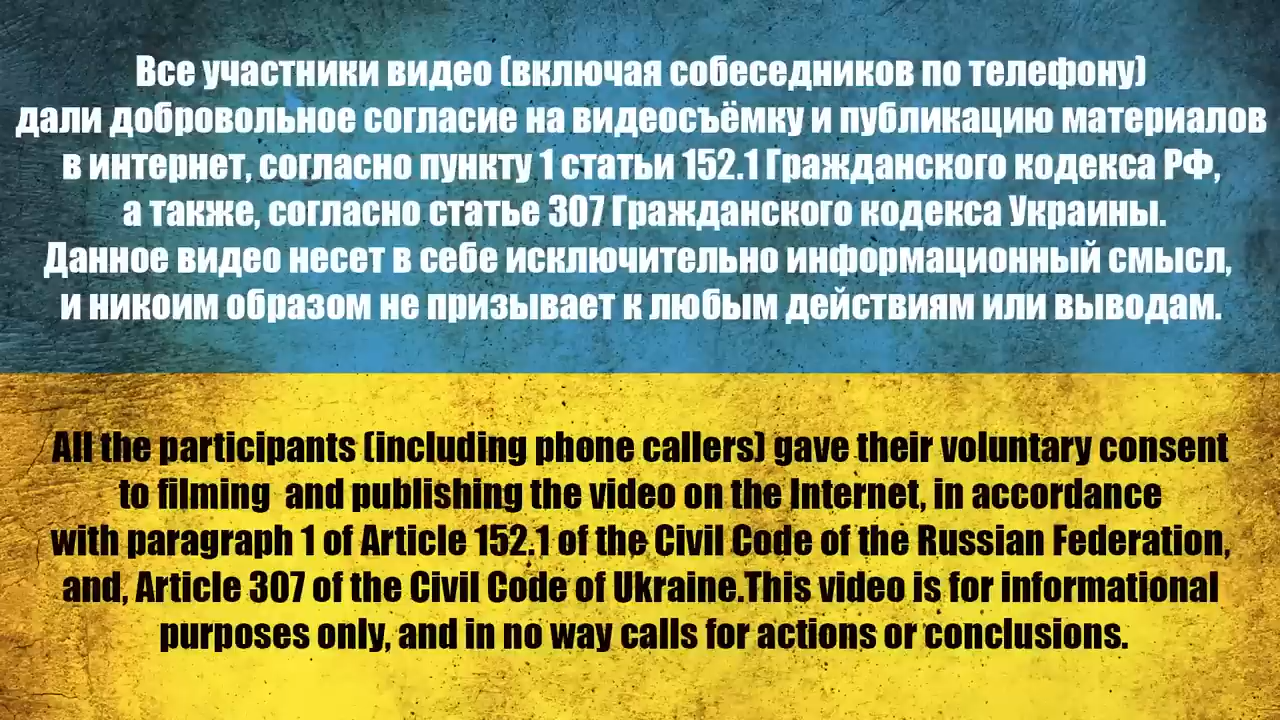 Все участники видео (включая собеседников по телефону)
дали добровольное согласие на видеосъёмку и публикацию материалов
в интернет, согласно пункту 1 статьи 152.1 Гражданского кодекса РФ,
а также, согласно статье 307 Гражданского кодекса Украины.
Данное видео несет в себе исключительно информационный смысл,
и никоим образом не призывает к любым действиям или выводам.
All the participants (including phone callers) gave their voluntary consent
to filming  and publishing the video on the Internet, in accordance
with paragraph 1 of Article 152.1 of the Civil Code of the Russian Federation,
and, Article 307 of the Civil Code of Ukraine.This video is for informational
purposes only, and in no way calls for actions or conclusions.